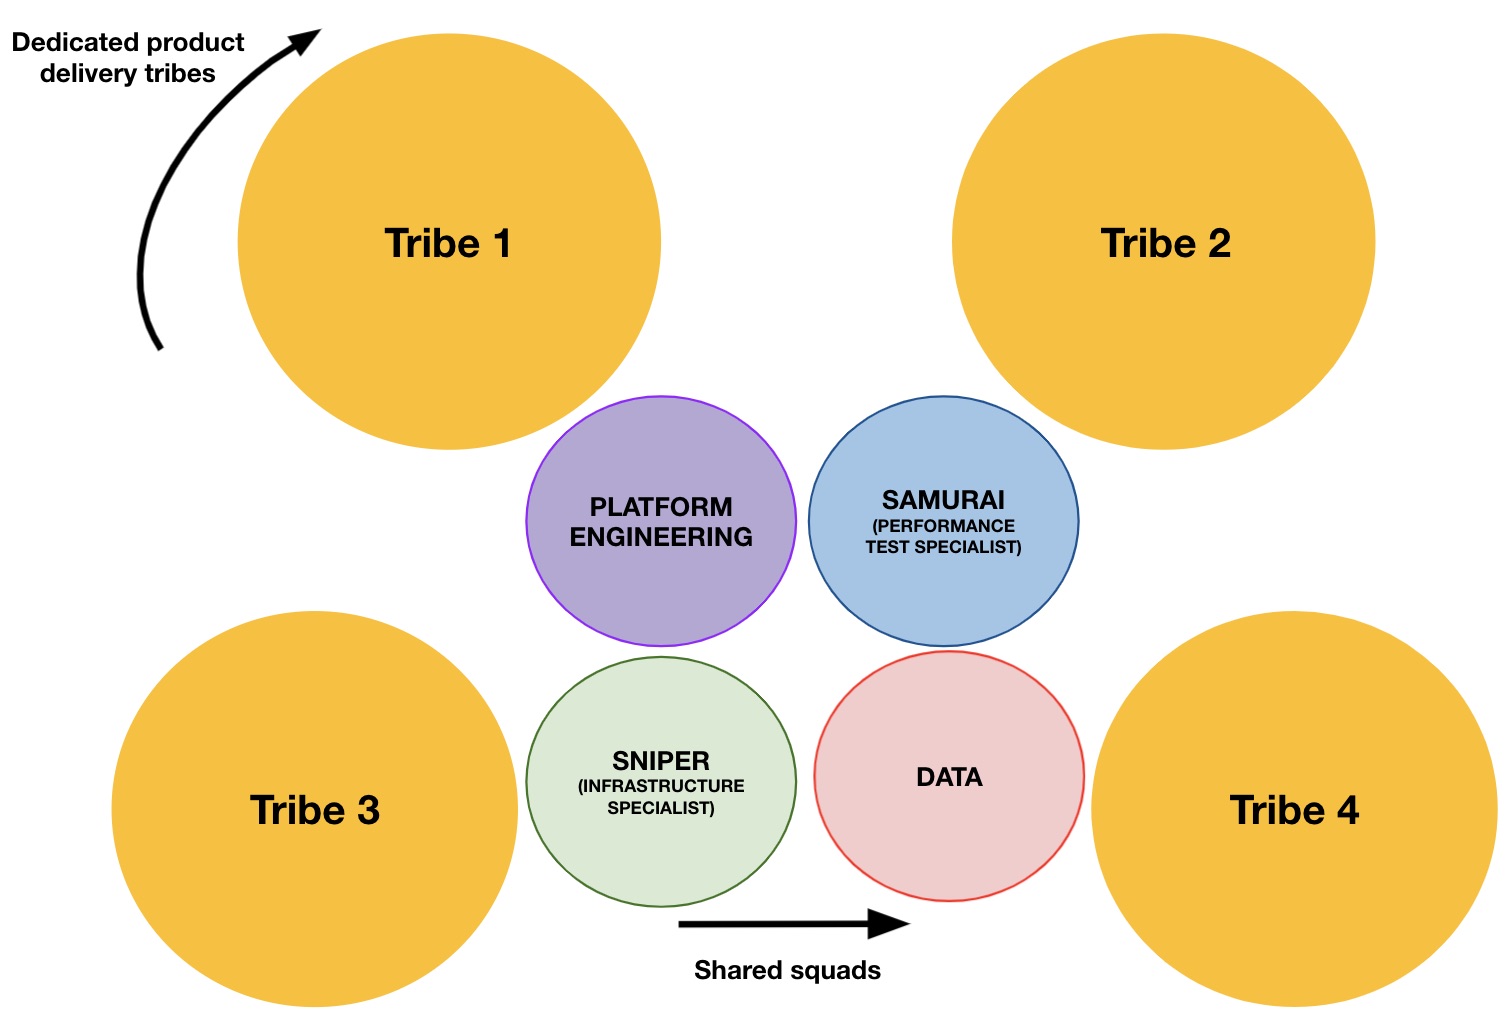 Dedicated product
delivery tribes
Tribe 1
Tribe 2
PLATFORM
ENGINEERING
SAMURAI
(PERFORMANCE
TEST SPECIALIST)
Tribe 3
SNIPER
(INFRASTRUCTURE
SPECIALIST)
DATA
Tribe 4
Shared squads